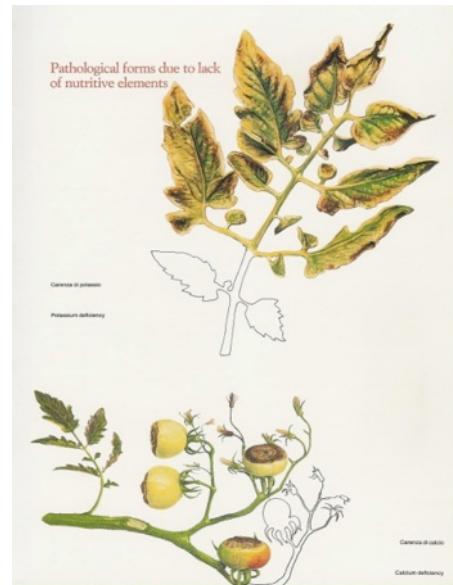 Pathological forms due to lack
of nutritive elements
Carenza di potassio
Potassium deficiency
Carenza di calcio
Calcium deficiency